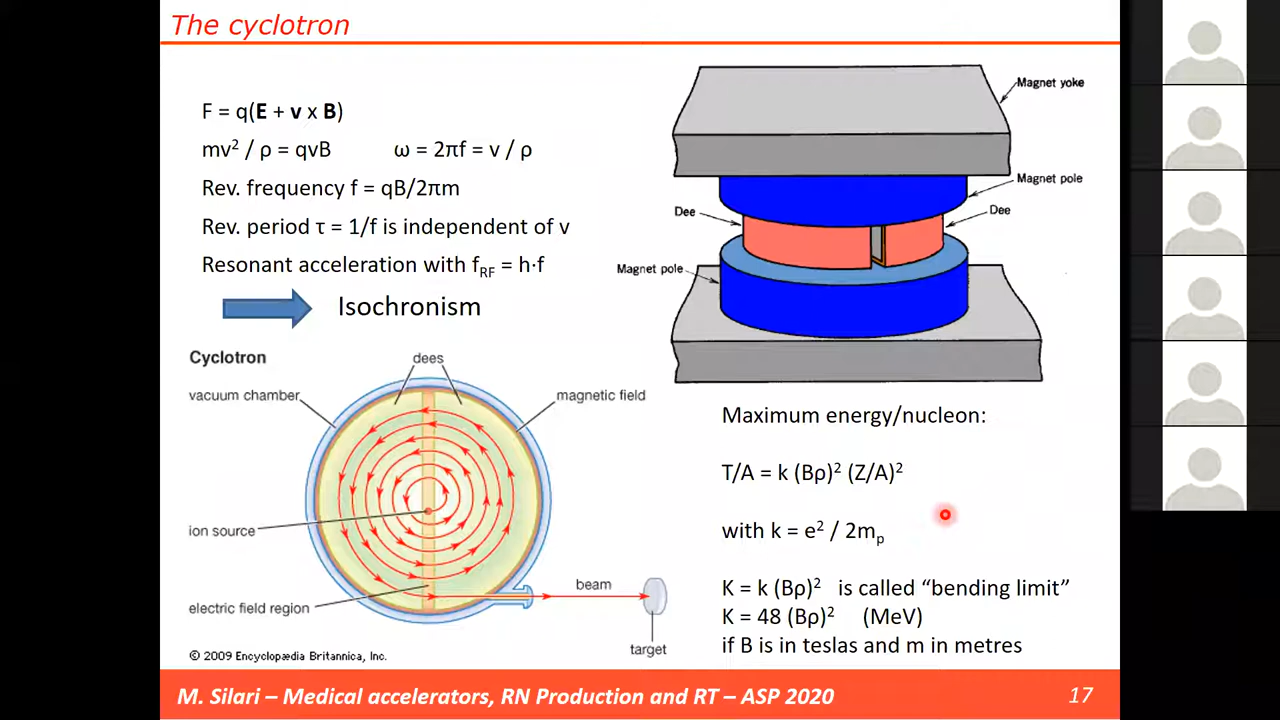 The cyclotron
F = q(E + v x B)
mv² / ρ = qvB ω = 2πf = v / ρ
Rev. frequency f = qB/2πm
Rev. period τ = 1/f is independent of v
Resonant acceleration with fRF = h·f
Isochronism
Magnet yoke
Magnet pole
Dee
Dee
Magnet pole
Cyclotron
dees
vacuum chamber
magnetic field
ion source
electric field region
beam
target
© 2009 Encyclopædia Britannica, Inc.
Maximum energy/nucleon:
T/A = k (Bρ)² (Z/A)²
with k = e² / 2mp
K = k (Bρ)² is called “bending limit”
K = 48 (Bρ)² (MeV)
if B is in teslas and m in metres
M. Silari – Medical accelerators, RN Production and RT – ASP 2020
17